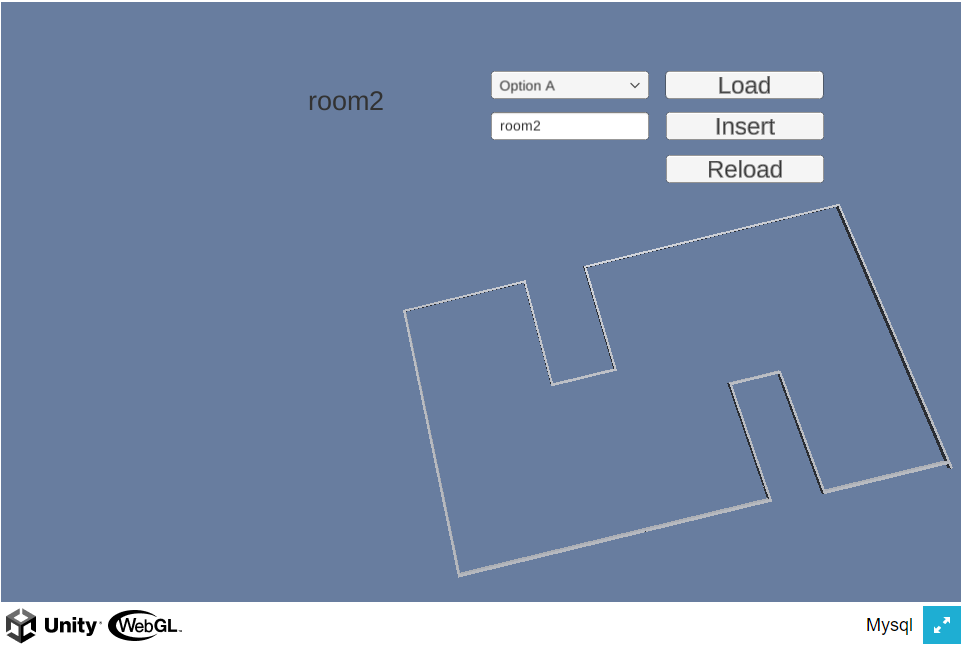 room2
Option A
Load
room2
Insert
Reload
Unity
WebGL
Mysql